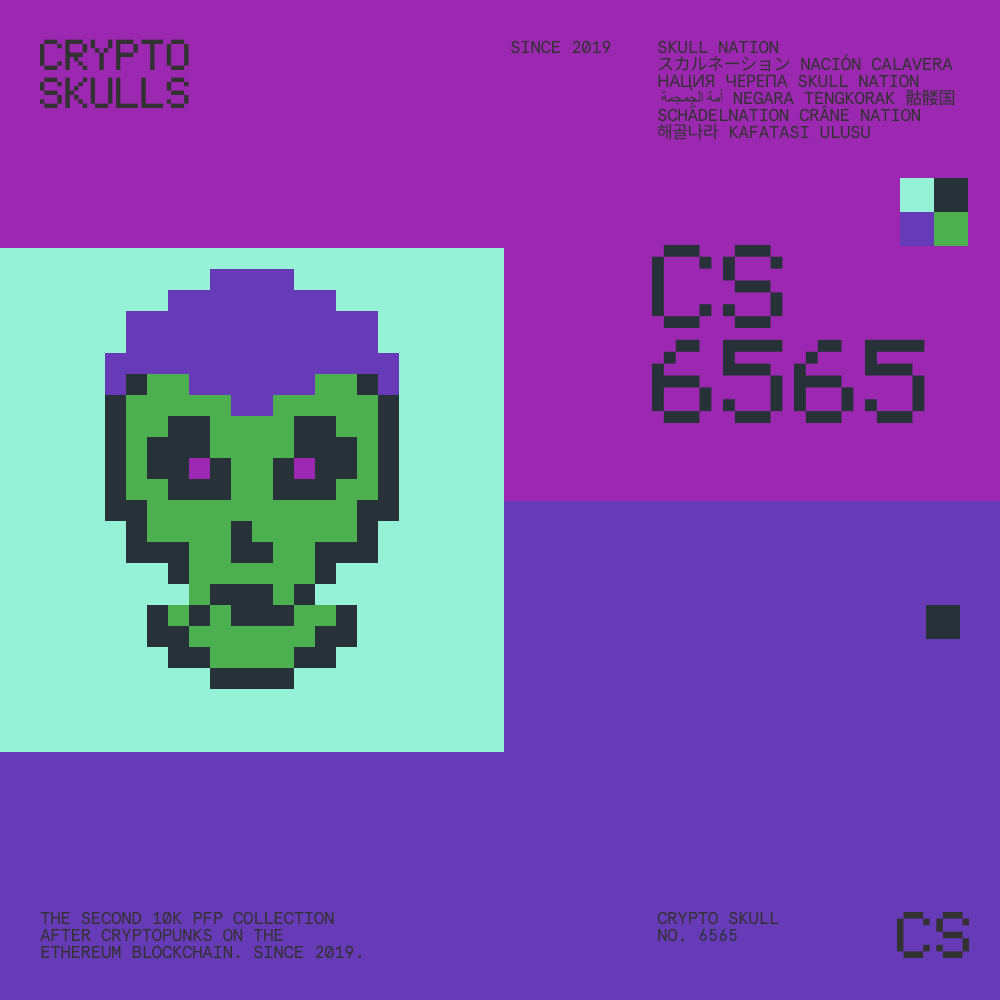 CRYPTO
SKULLS
SINCE 2019
SKULL NATION
スカルネーション NACIÓN CALAVERA
НАЦИЯ ЧЕРЕПА SKULL NATION
أمة الجمجمة NEGARA TENGKORAK 骷髅国
SCHÄDELNATION CRÂNE NATION
해골나라 KAFATASI ULUSU
CS
6565
THE SECOND 10K PFP COLLECTION
AFTER CRYPTOPUNKS ON THE
ETHEREUM BLOCKCHAIN. SINCE 2019.
CRYPTO SKULL
NO. 6565
CS